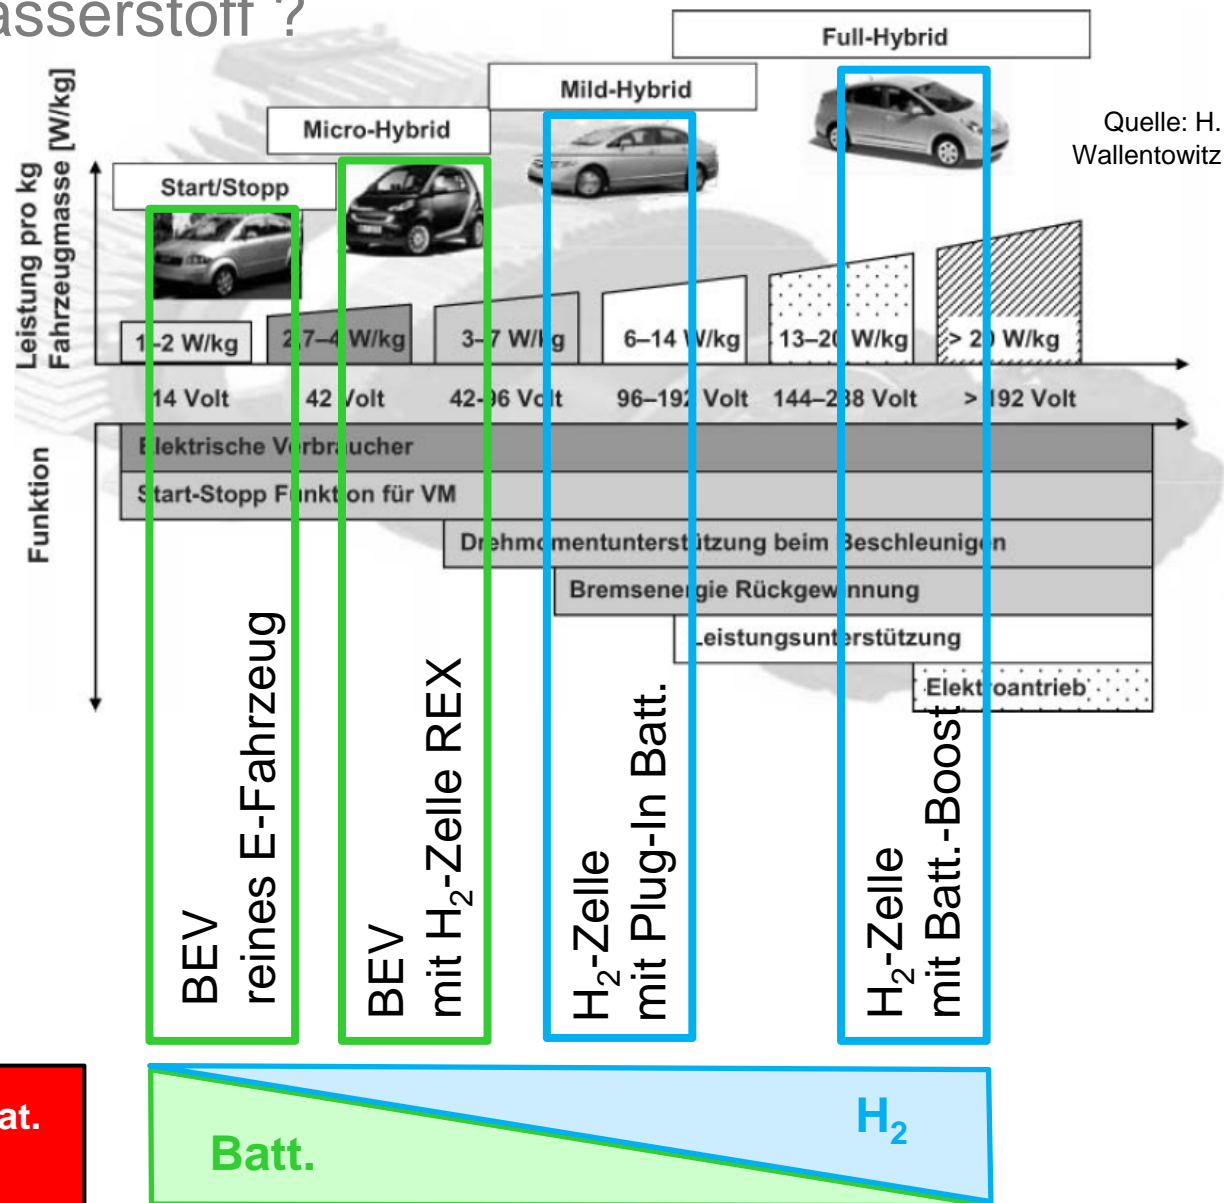 asserstoff ?
Full-Hybrid
Mild-Hybrid
Micro-Hybrid
Start/Stopp
Quelle: H.
Wallentowitz
Leistung pro kg
Fahrzeugmasse [W/kg]
1–2 W/kg
2,7–4 W/kg
3–7 W/kg
6–14 W/kg
13–20 W/kg
> 20 W/kg
14 Volt
42 Volt
42-96 Volt
96–192 Volt
144–288 Volt
> 192 Volt
Funktion
Elektrische Verbraucher
Start-Stopp Funktion für VM
Drehmomentunterstützung beim Beschleunigen
Bremsenergie Rückgewinnung
Leistungsunterstützung
Elektroantrieb
BEV
reines E-Fahrzeug
BEV
mit H₂-Zelle REX
H₂-Zelle
mit Plug-In Batt.
H₂-Zelle
mit Batt.-Boost
at.
Batt.
H₂